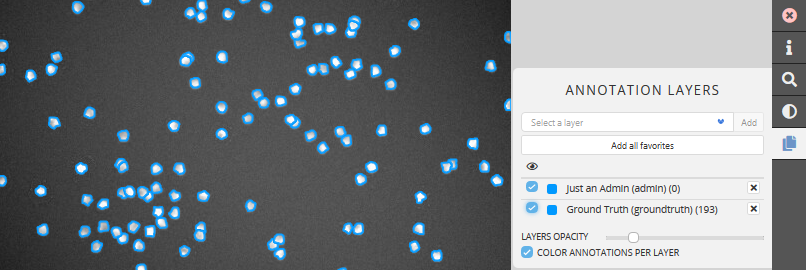 ANNOTATION LAYERS
Select a layer
Add
Add all favorites
Just an Admin (admin) (0)
Ground Truth (groundtruth) (193)
LAYERS OPACITY
COLOR ANNOTATIONS PER LAYER